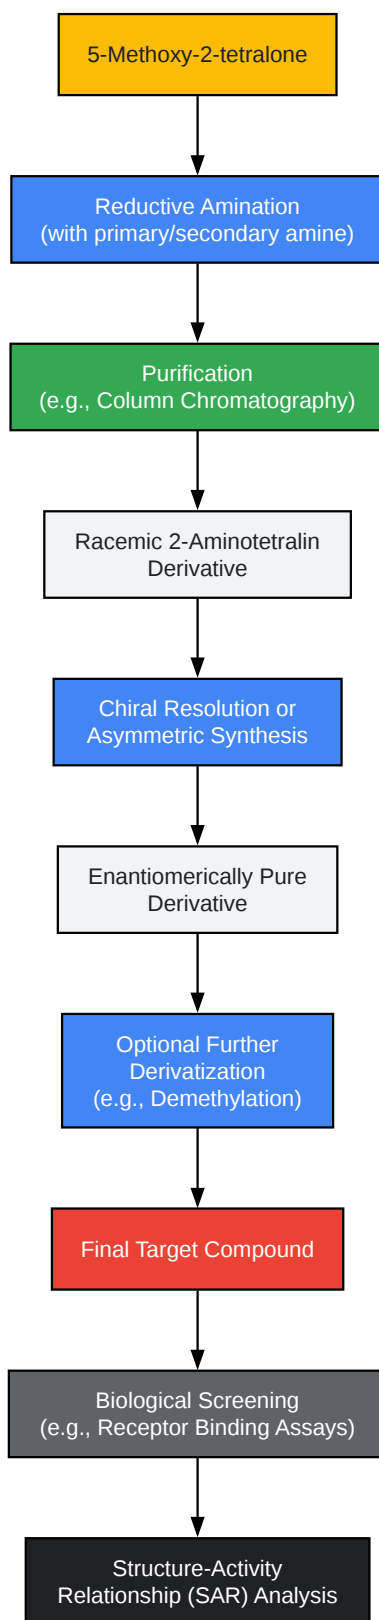 5-Methoxy-2-tetralone
Reductive Amination
(with primary/secondary amine)
Purification
(e.g., Column Chromatography)
Racemic 2-Aminotetralin
Derivative
Chiral Resolution or
Asymmetric Synthesis
Enantiomerically Pure
Derivative
Optional Further
Derivatization
(e.g., Demethylation)
Final Target Compound
Biological Screening
(e.g., Receptor Binding Assays)
Structure-Activity
Relationship (SAR) Analysis